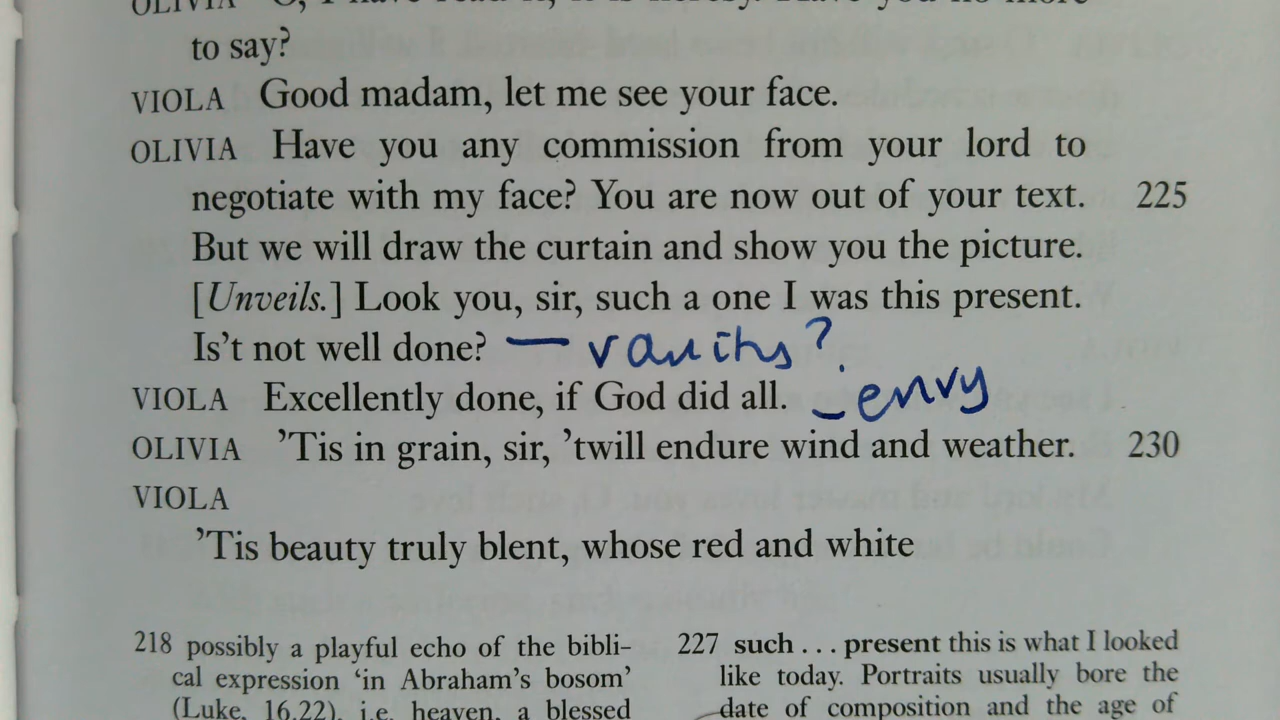 to say?
VIOLA Good madam, let me see your face.
OLIVIA Have you any commission from your lord to
negotiate with my face? You are now out of your text. 225
But we will draw the curtain and show you the picture.
[Unveils.] Look you, sir, such a one I was this present.
Is't not well done? — vanity?
VIOLA Excellently done, if God did all. – envy
OLIVIA 'Tis in grain, sir, 'twill endure wind and weather. 230
VIOLA
'Tis beauty truly blent, whose red and white
218 possibly a playful echo of the bibli-
cal expression 'in Abraham's bosom'
(Luke, 16.22), i.e. heaven, a blessed
227 such . . . present this is what I looked
like today. Portraits usually bore the
date of composition and the age of